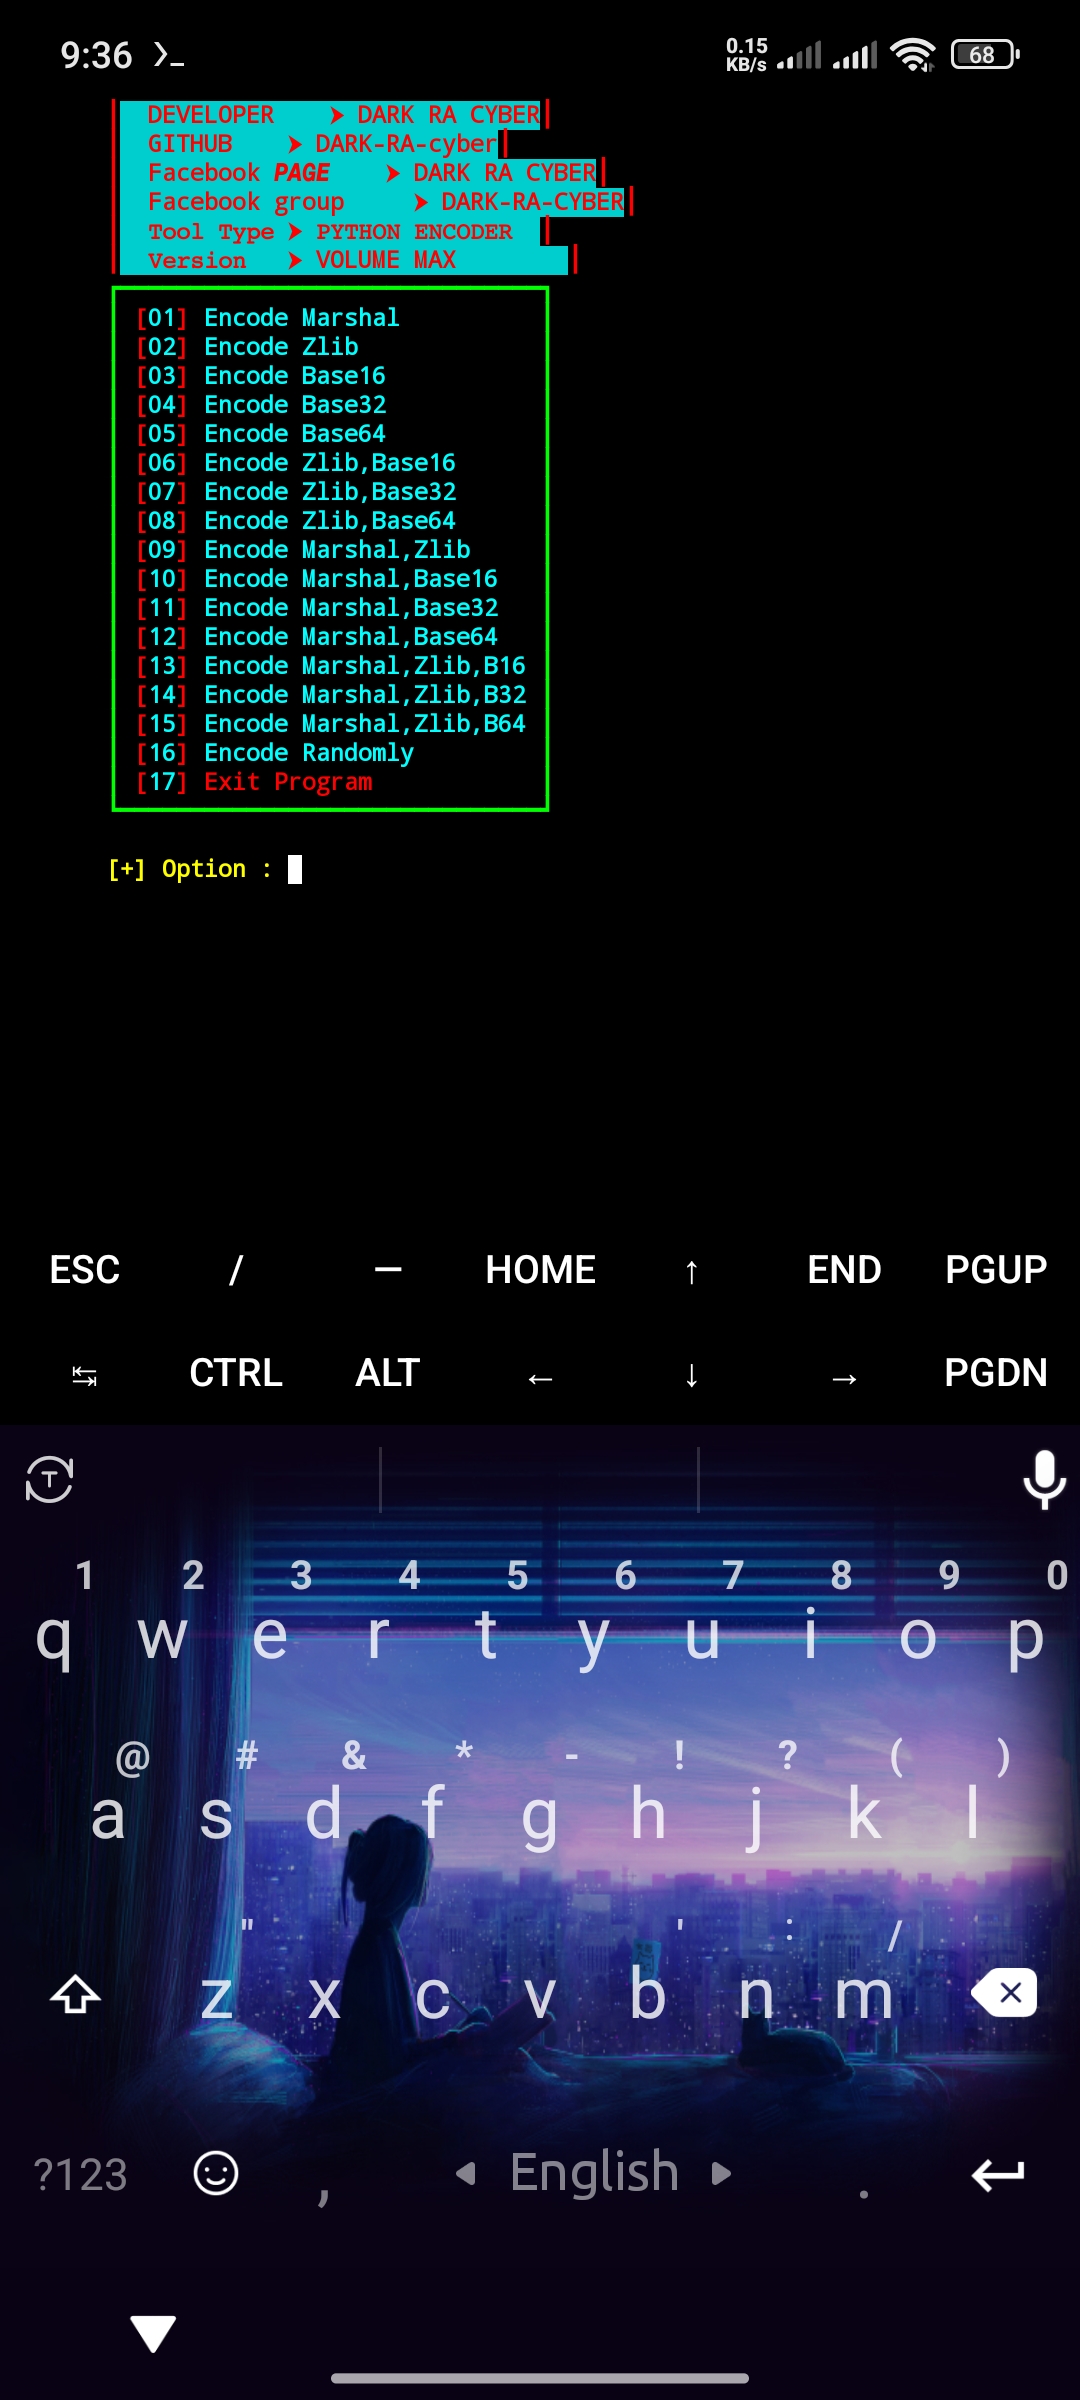 9:36 0.15 KB/s 68
DEVELOPER ➤ DARK RA CYBER
GITHUB ➤ DARK-RA-cyber
Facebook PAGE ➤ DARK RA CYBER
Facebook group ➤ DARK-RA-CYBER
Tool Type ➤ PYTHON ENCODER
Version ➤ VOLUME MAX
[01] Encode Marshal
[02] Encode Zlib
[03] Encode Base16
[04] Encode Base32
[05] Encode Base64
[06] Encode Zlib,Base16
[07] Encode Zlib,Base32
[08] Encode Zlib,Base64
[09] Encode Marshal,Zlib
[10] Encode Marshal,Base16
[11] Encode Marshal,Base32
[12] Encode Marshal,Base64
[13] Encode Marshal,Zlib,B16
[14] Encode Marshal,Zlib,B32
[15] Encode Marshal,Zlib,B64
[16] Encode Randomly
[17] Exit Program
[+] Option :
ESC / — HOME ↑ END PGUP
↹ CTRL ALT ← ↓ → PGDN
T
1 2 3 4 5 6 7 8 9 0
q w e r t y u i o p
@ # & * - ! ? ( )
a s d f g h j k l
" ' : /
z x c v b n m
?123 , English .